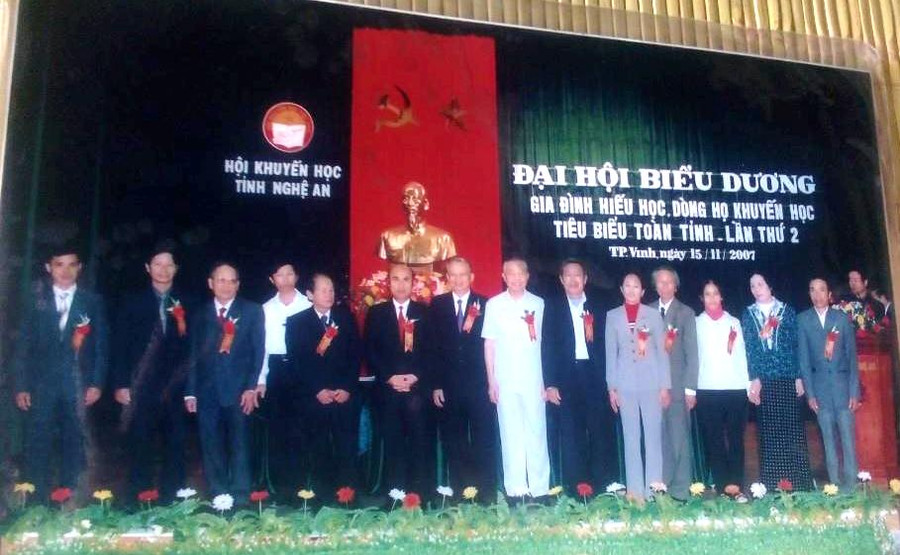 HỘI KHUYẾN HỌC
TỈNH NGHỆ AN
ĐẠI HỘI BIỂU DƯƠNG
GIA ĐÌNH HIẾU HỌC, DÒNG HỌ KHUYẾN HỌC
TIÊU BIỂU TOÀN TỈNH - LẦN THỨ 2
TP. Vinh, ngày 15/11/2007